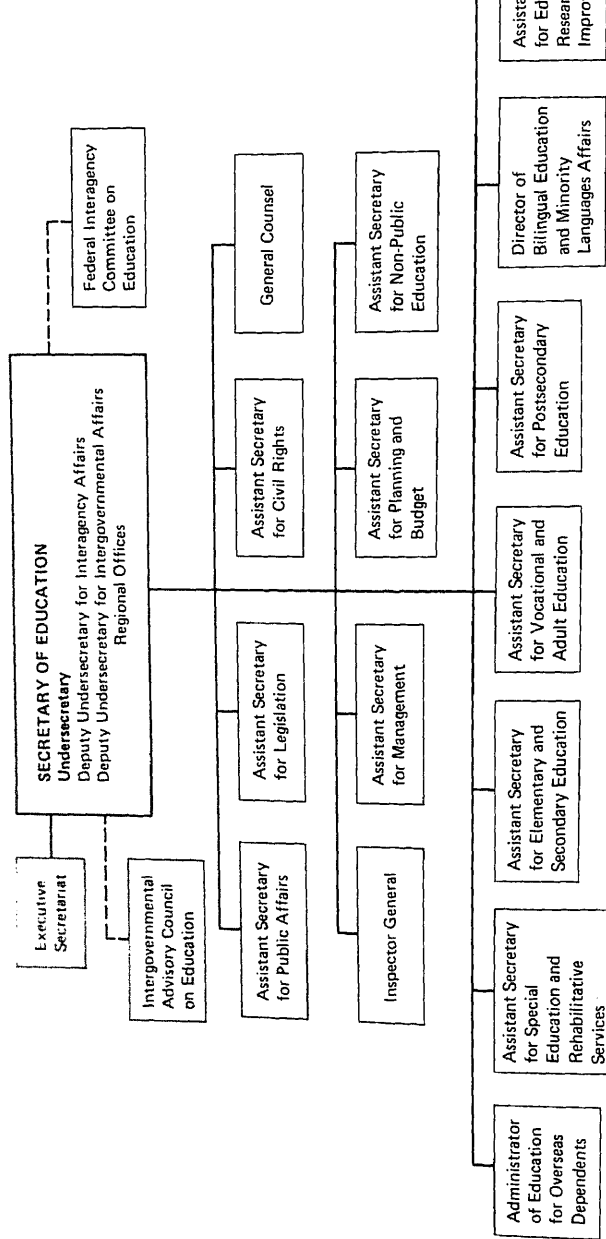 SECRETARY OF EDUCATION
Undersecretary
Deputy Undersecretary for Interagency Affairs
Deputy Undersecretary for Intergovernmental Affairs
Regional Offices
Executive
Secretariat
Intergovernmental
Advisory Council
on Education
Federal Interagency
Committee on
Education
Assistant Secretary
for Public Affairs
Assistant Secretary
for Legislation
Assistant Secretary
for Civil Rights
General Counsel
Inspector General
Assistant Secretary
for Management
Assistant Secretary
for Planning and
Budget
Assistant Secretary
for Non-Public
Education
Administrator
of Education
for Overseas
Dependents
Assistant Secretary
for Special
Education and
Rehabilitative
Services
Assistant Secretary
for Elementary and
Secondary Education
Assistant Secretary
for Vocational and
Adult Education
Assistant Secretary
for Postsecondary
Education
Director of
Bilingual Education
and Minority
Languages Affairs
for